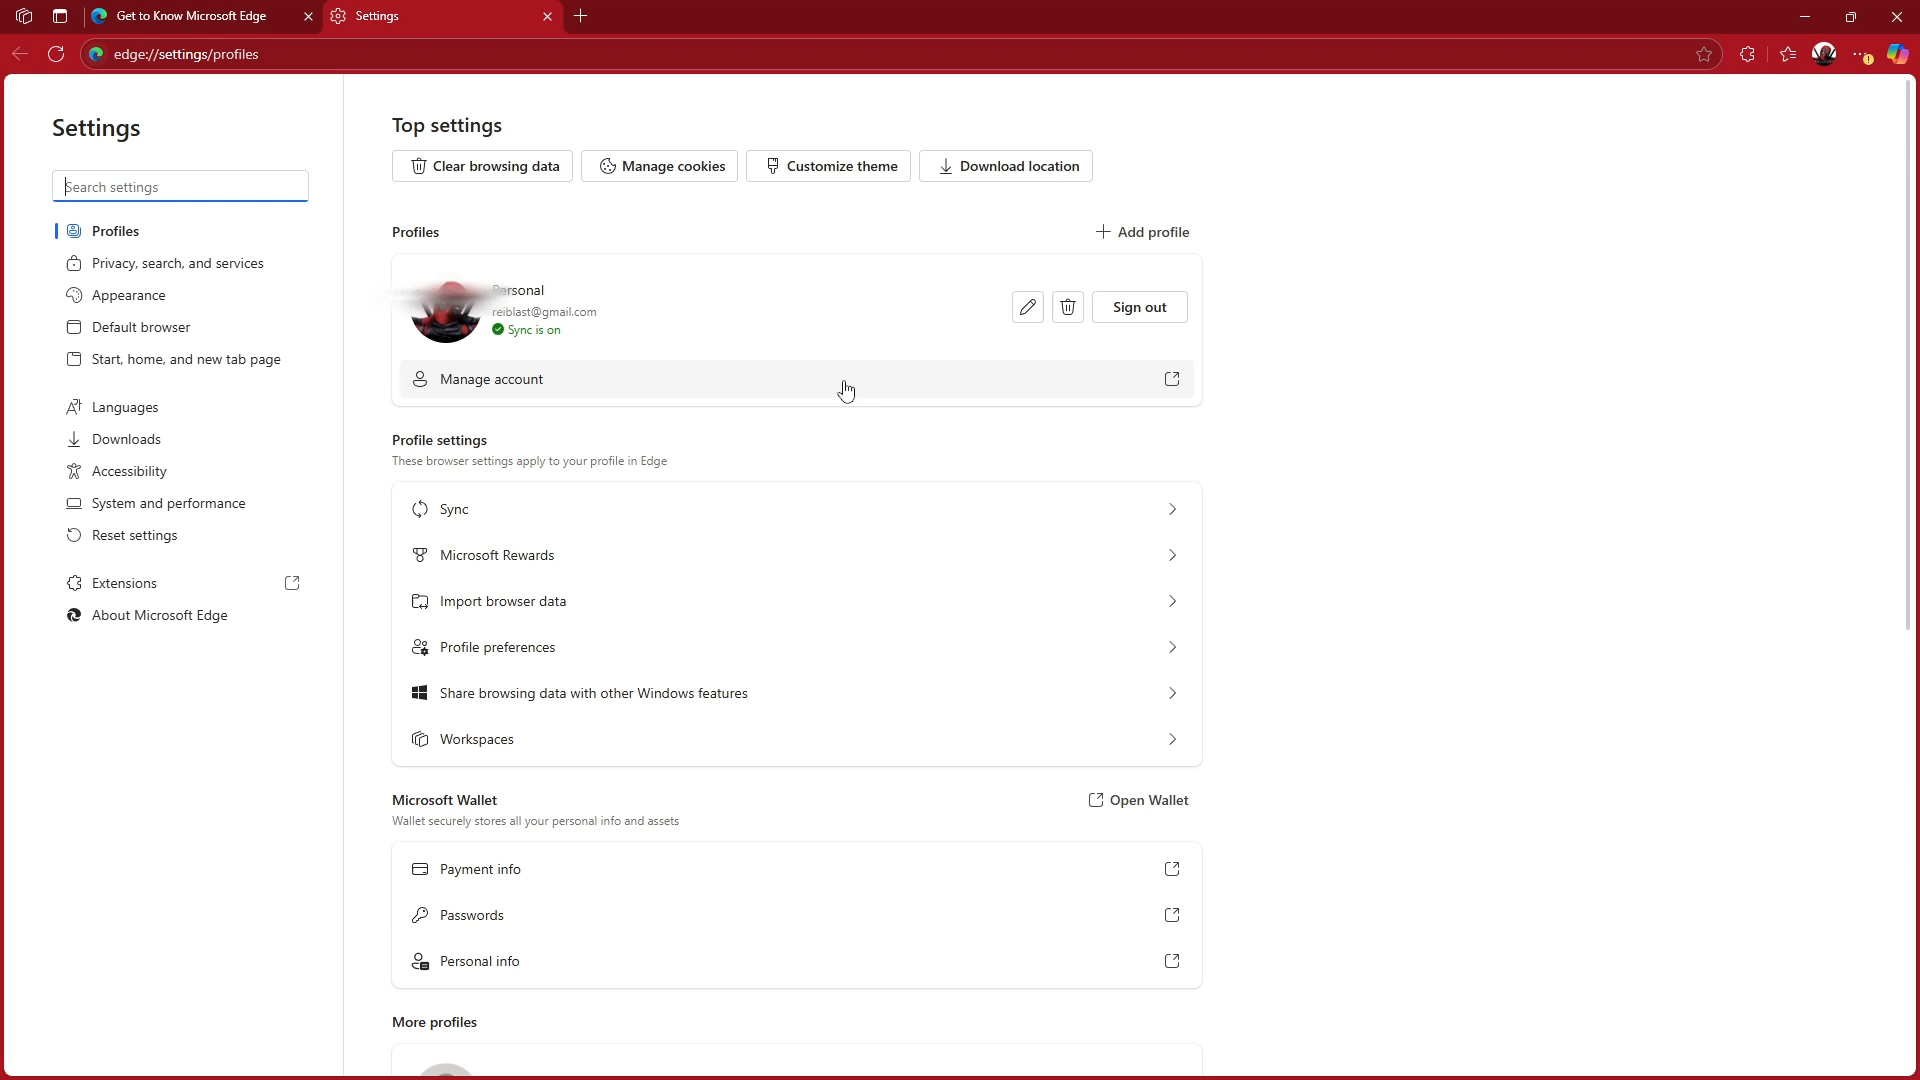 Get to Know Microsoft Edge
Settings
edge://settings/profiles
Settings
Search settings
Profiles
Privacy, search, and services
Appearance
Default browser
Start, home, and new tab page
Languages
Downloads
Accessibility
System and performance
Reset settings
Extensions
About Microsoft Edge
Top settings
Clear browsing data
Manage cookies
Customize theme
Download location
Profiles
Add profile
Personal
reiblast@gmail.com
Sync is on
Sign out
Manage account
Profile settings
These browser settings apply to your profile in Edge
Sync
Microsoft Rewards
Import browser data
Profile preferences
Share browsing data with other Windows features
Workspaces
Microsoft Wallet
Open Wallet
Wallet securely stores all your personal info and assets
Payment info
Passwords
Personal info
More profiles